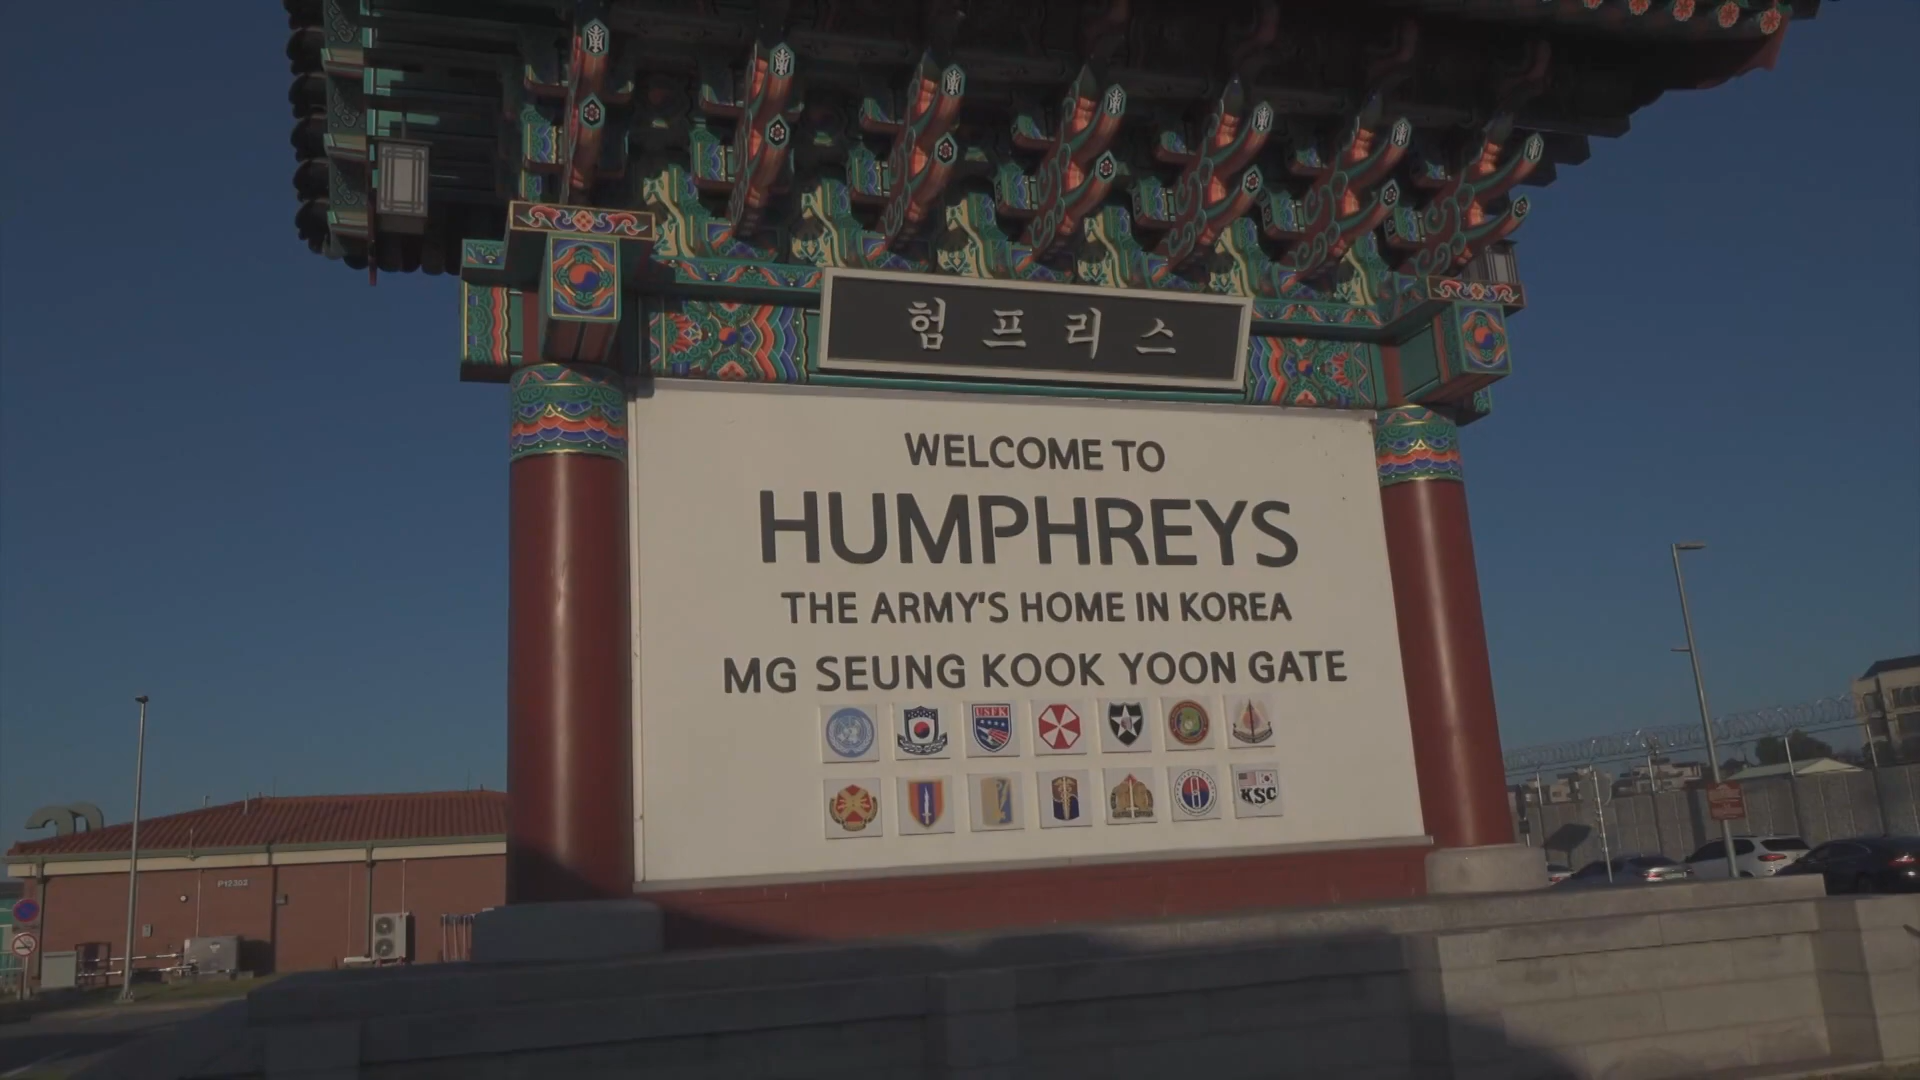 험프리스
WELCOME TO
HUMPHREYS
THE ARMY'S HOME IN KOREA
MG SEUNG KOOK YOON GATE
USFK
KSC
P12303